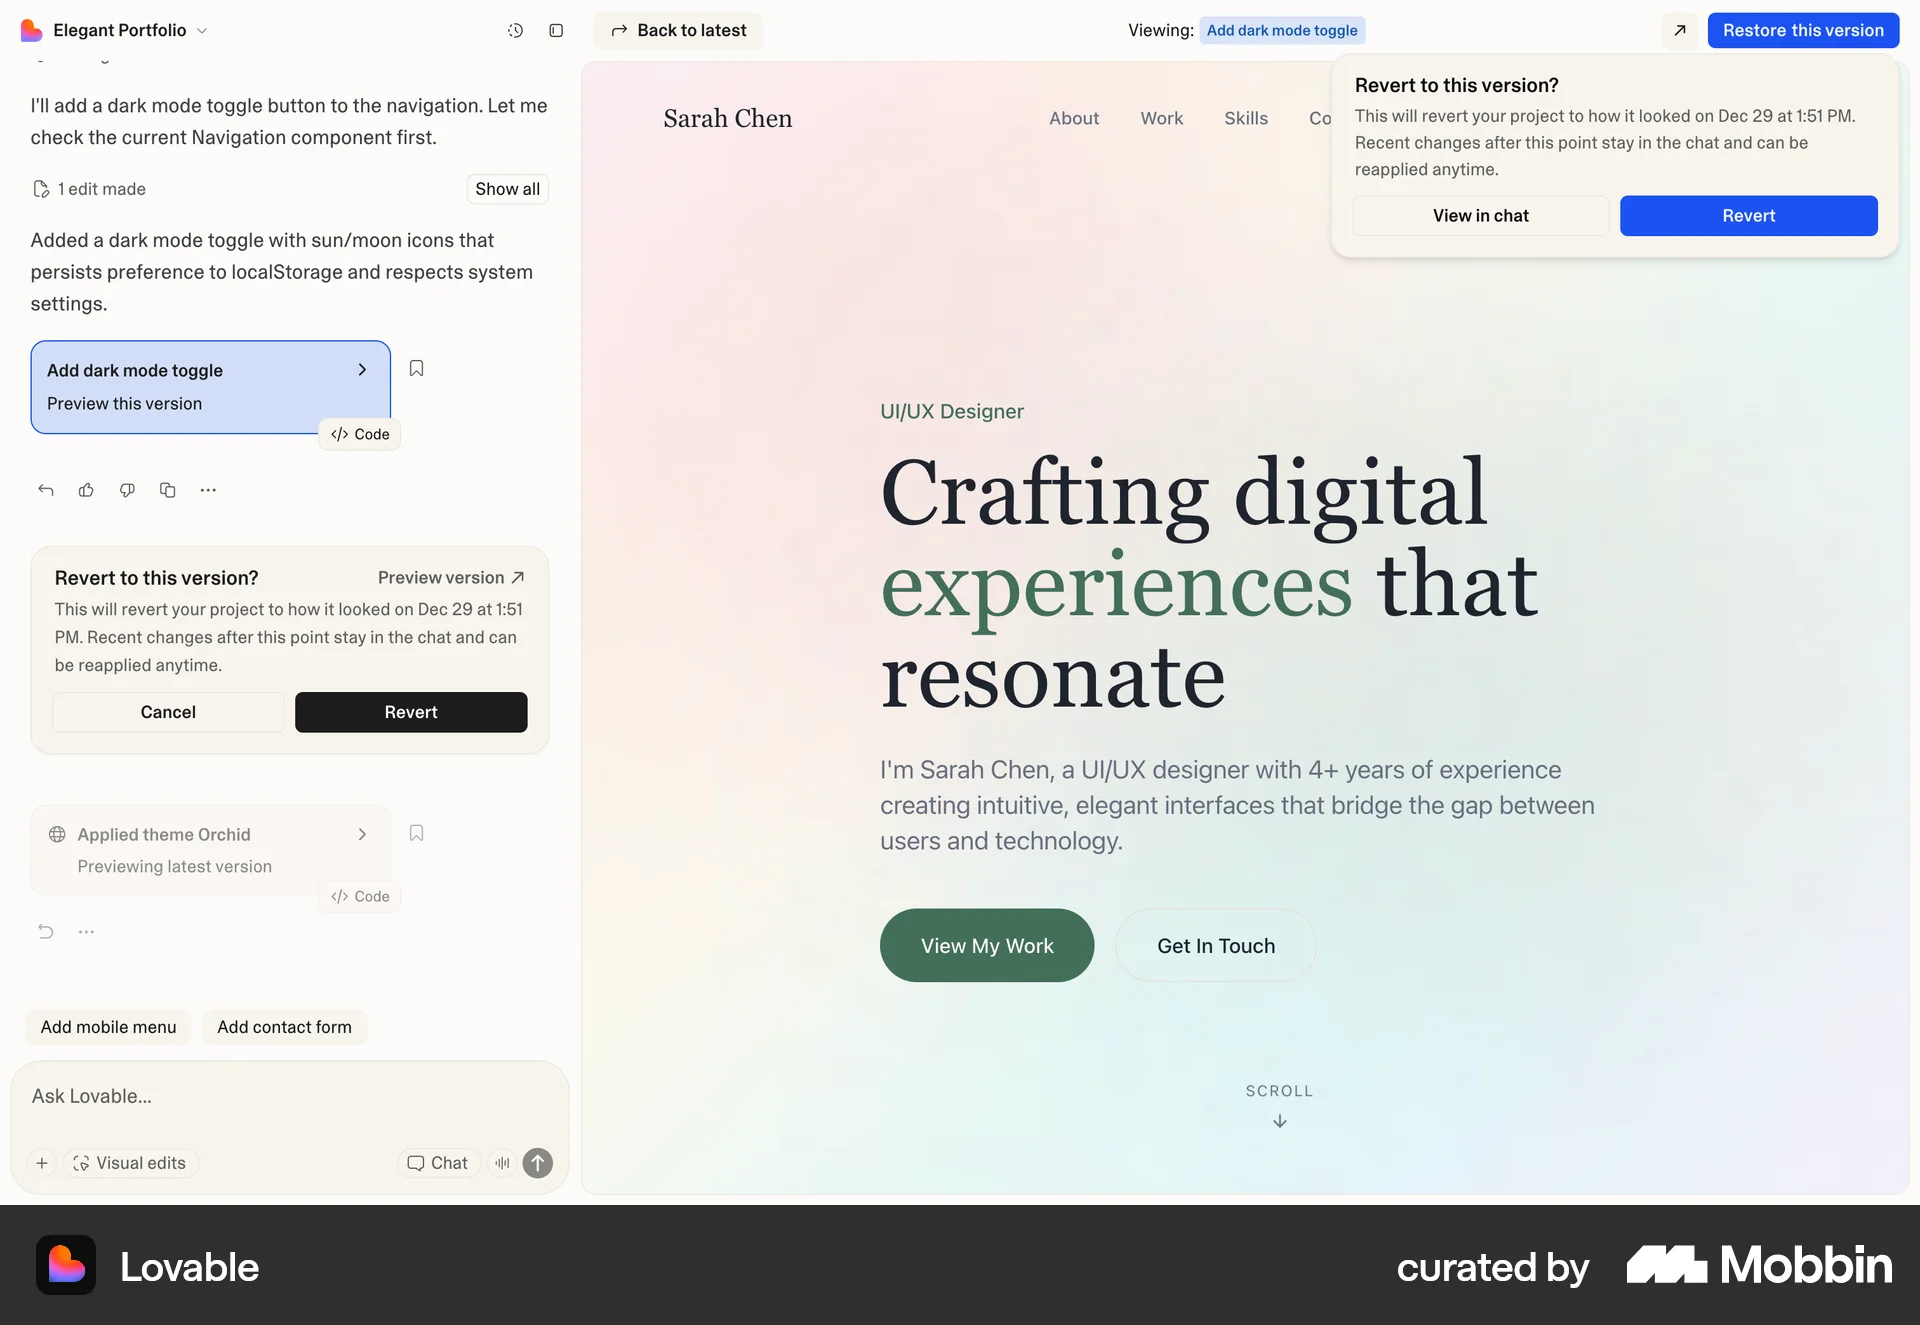 Elegant Portfolio
Back to latest
Viewing: Add dark mode toggle
Restore this version
I'll add a dark mode toggle button to the navigation. Let me
check the current Navigation component first.
1 edit made
Show all
Added a dark mode toggle with sun/moon icons that
persists preference to localStorage and respects system
settings.
Add dark mode toggle
Preview this version
Code
Revert to this version?
Preview version
This will revert your project to how it looked on Dec 29 at 1:51
PM. Recent changes after this point stay in the chat and can
be reapplied anytime.
Cancel
Revert
Applied theme Orchid
Previewing latest version
Code
Add mobile menu
Add contact form
Ask Lovable...
Visual edits
Chat
Sarah Chen
About
Work
Skills
Co
Revert to this version?
This will revert your project to how it looked on Dec 29 at 1:51 PM.
Recent changes after this point stay in the chat and can be
reapplied anytime.
View in chat
Revert
UI/UX Designer
Crafting digital
experiences that
resonate
I'm Sarah Chen, a UI/UX designer with 4+ years of experience
creating intuitive, elegant interfaces that bridge the gap between
users and technology.
View My Work
Get In Touch
SCROLL
Lovable
curated by
Mobbin